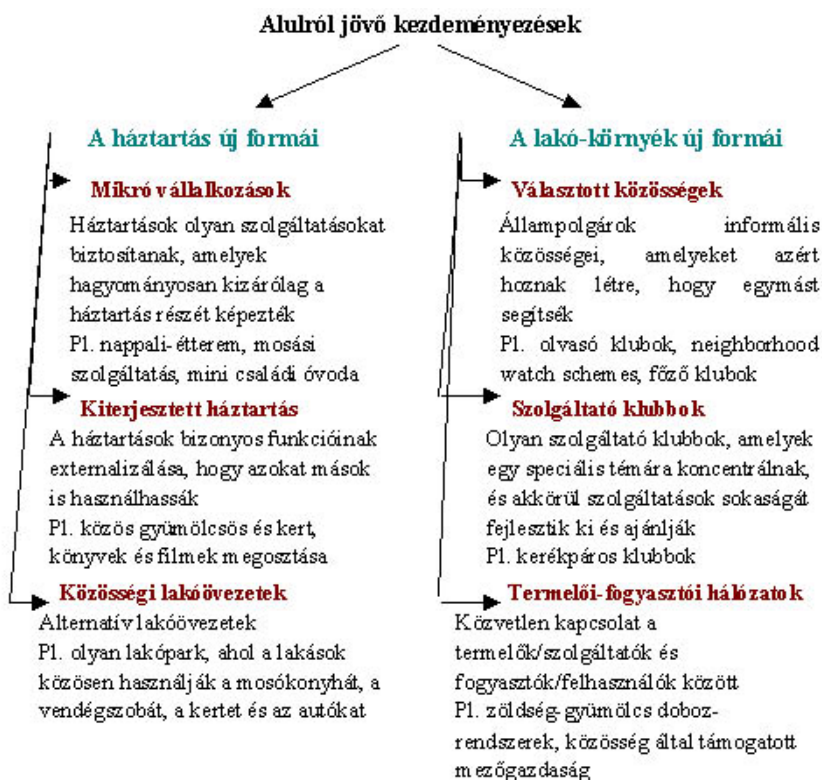 Alulról jövő kezdeményezések
A háztartás új formái
Mikró vállalkozások
Háztartások olyan szolgáltatásokat
biztosítanak, amelyek
hagyományosan kizárólag a
háztartás részét képezték
Pl. nappali-étterem, mosási
szolgáltatás, mini családi óvoda
Kiterjesztett háztartás
A háztartások bizonyos funkcióinak
externalizálása, hogy azokat mások
is használhassák
Pl. közös gyümölcsös és kert,
könyvek és filmek megosztása
Közösségi lakóövezetek
Alternatív lakóövezetek
Pl. olyan lakópark, ahol a lakások
közösen használják a mosókonyhát, a
vendégszobát, a kertet és az autókat
A lakó-környék új formái
Választott közösségek
Állampolgárok informális
közösségei, amelyeket azért
hoznak létre, hogy egymást
segítsék
Pl. olvasó klubok, neighborhood
watch schemes, főző klubok
Szolgáltató klubbok
Olyan szolgáltató klubbok, amelyek
egy speciális témára koncentrálnak,
és akkörül szolgáltatások sokaságát
fejlesztik ki és ajánlják
Pl. kerékpáros klubbok
Termelői-fogyasztói hálózatok
Közvetlen kapcsolat a
termelők/szolgáltatók és
fogyasztók/felhasználók között
Pl. zöldség-gyümölcs doboz-
rendszerek, közösség által támogatott
mezőgazdaság